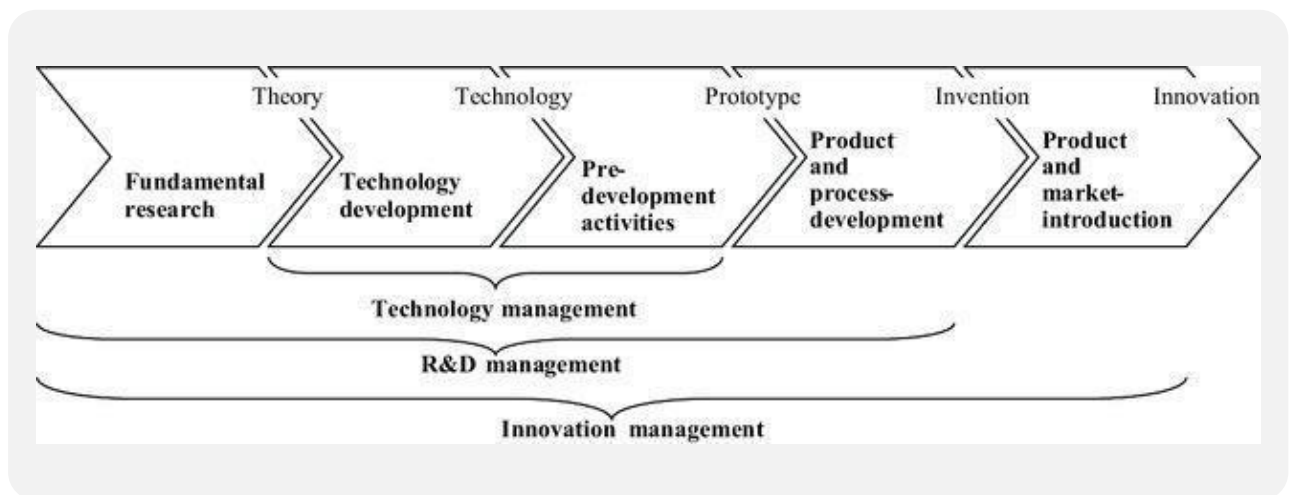 Theory
Technology
Prototype
Invention
Innovation
Fundamental
research
Technology
development
Pre-
development
activities
Product
and
process-
development
Product
and
market-
introduction
Technology management
R&D management
Innovation management